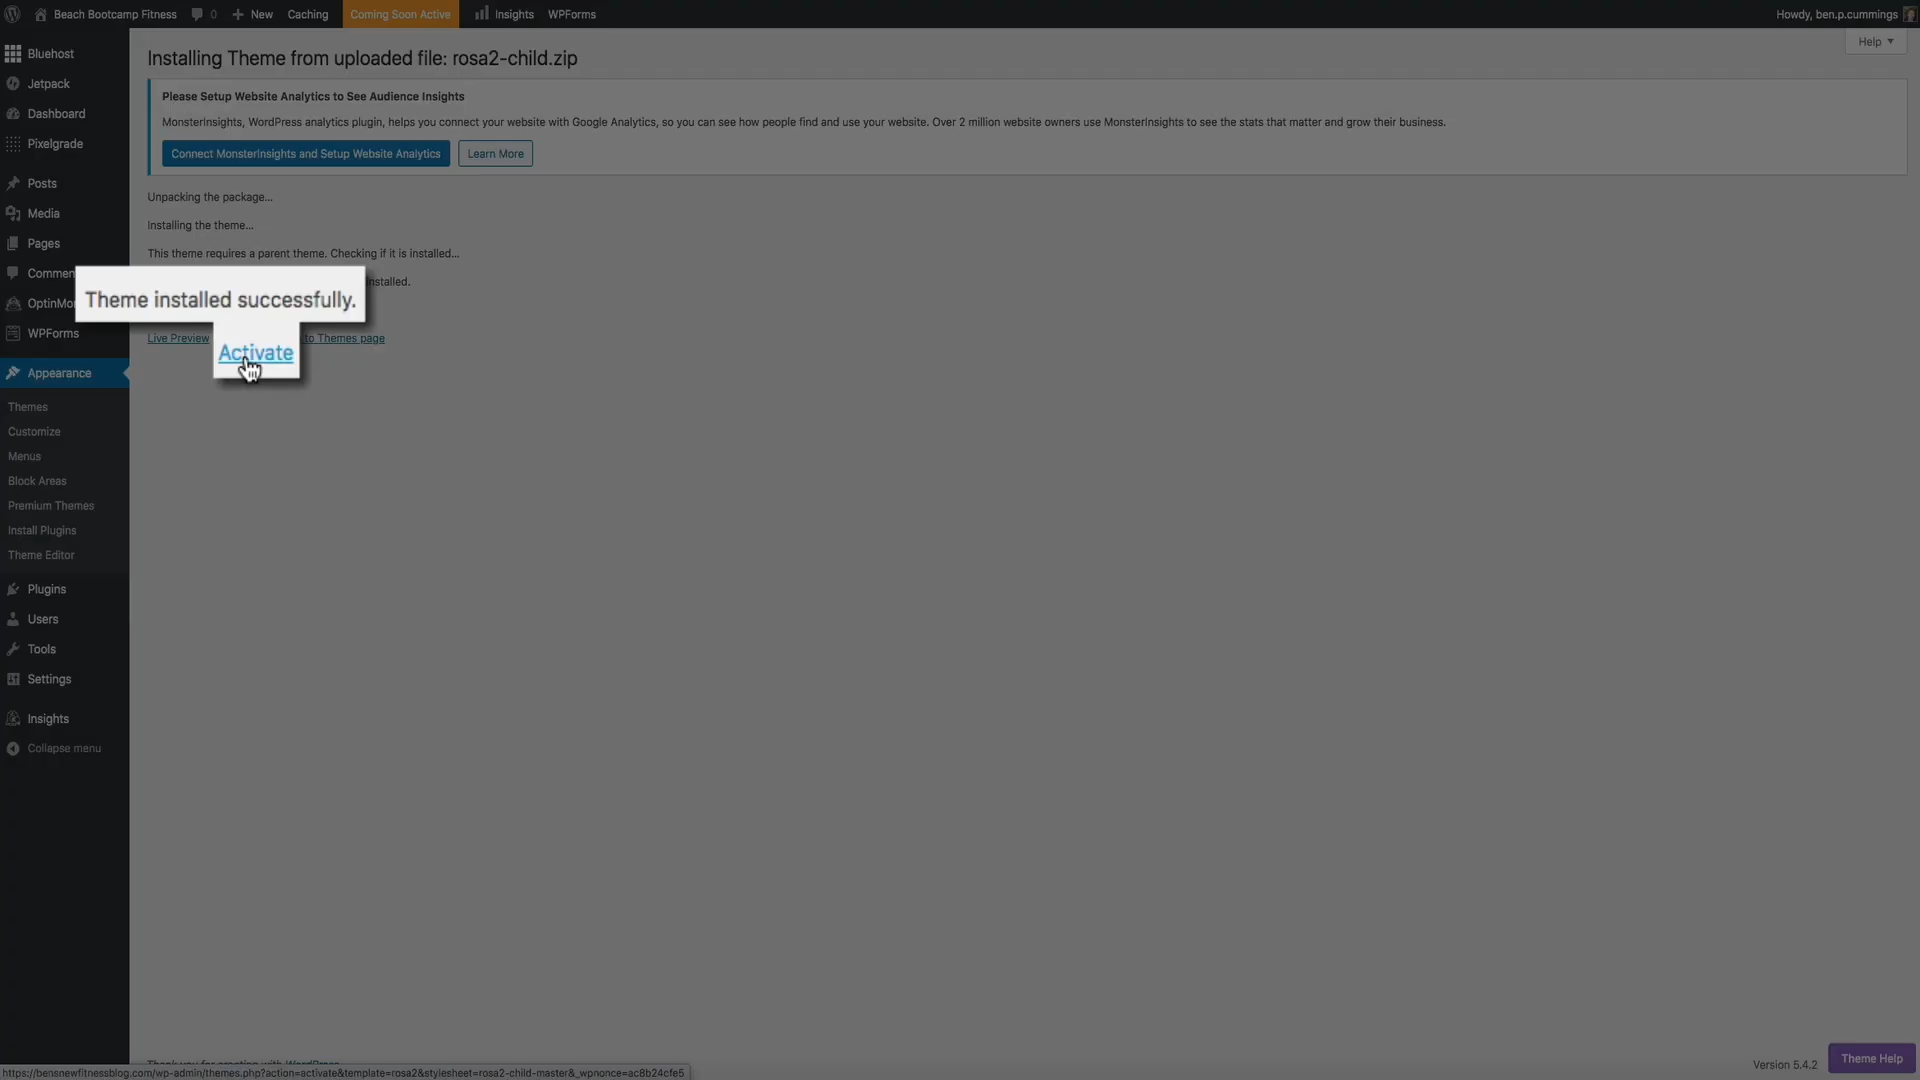 Beach Bootcamp Fitness
0
New
Caching
Coming Soon Active
Insights
WPForms
Howdy, ben.p.cummings
Help
Bluehost
Jetpack
Dashboard
Pixelgrade
Posts
Media
Pages
Commen
OptinMo
WPForms
Appearance
Themes
Customize
Menus
Block Areas
Premium Themes
Install Plugins
Theme Editor
Plugins
Users
Tools
Settings
Insights
Collapse menu
Installing Theme from uploaded file: rosa2-child.zip
Please Setup Website Analytics to See Audience Insights
MonsterInsights, WordPress analytics plugin, helps you connect your website with Google Analytics, so you can see how people find and use your website. Over 2 million website owners use MonsterInsights to see the stats that matter and grow their business.
Connect MonsterInsights and Setup Website Analytics
Learn More
Unpacking the package…
Installing the theme…
This theme requires a parent theme. Checking if it is installed…
installed.
Theme installed successfully.
Live Preview
Activate
to Themes page
Version 5.4.2
Theme Help
https://bensnewfitnessblog.com/wp-admin/themes.php?action=activate&template=rosa2&stylesheet=rosa2-child-master&_wpnonce=ac8b24cfe5